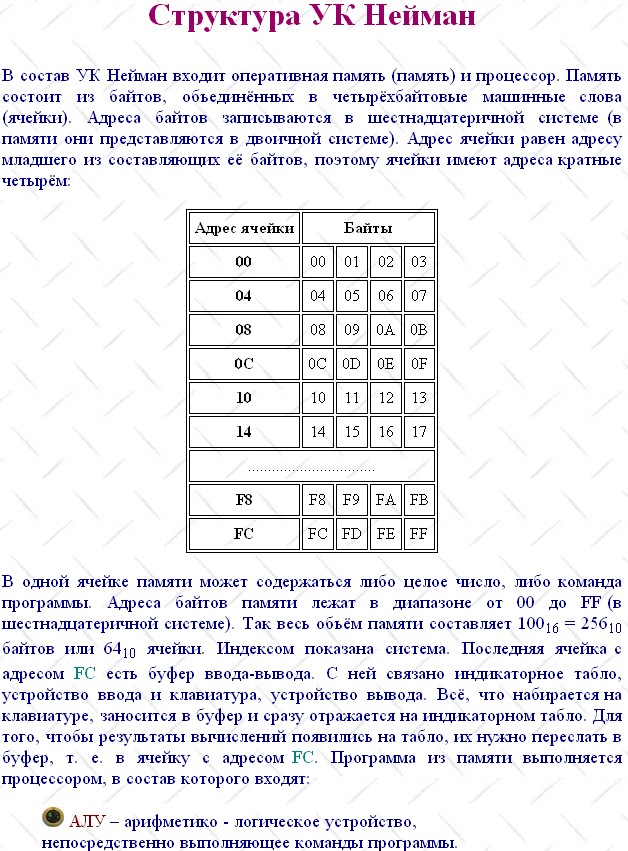 Структура УК Нейман
В состав УК Нейман входит оперативная память (память) и процессор. Память
состоит из байтов, объединённых в четырёхбайтовые машинные слова
(ячейки). Адреса байтов записываются в шестнадцатеричной системе (в
памяти они представляются в двоичной системе). Адрес ячейки равен адресу
младшего из составляющих её байтов, поэтому ячейки имеют адреса кратные
четырём:
Адрес ячейки Байты
00 00 01 02 03
04 04 05 06 07
08 08 09 0A 0B
0C 0C 0D 0E 0F
10 10 11 12 13
14 14 15 16 17
................................
F8 F8 F9 FA FB
FC FC FD FE FF
В одной ячейке памяти может содержаться либо целое число, либо команда
программы. Адреса байтов памяти лежат в диапазоне от 00 до FF (в
шестнадцатеричной системе). Так весь объём памяти составляет 100₁₆ = 256₁₀
байтов или 64₁₀ ячейки. Индексом показана система. Последняя ячейка с
адресом FC есть буфер ввода-вывода. С ней связано индикаторное табло,
устройство ввода и клавиатура, устройство вывода. Всё, что набирается на
клавиатуре, заносится в буфер и сразу отражается на индикаторном табло. Для
того, чтобы результаты вычислений появились на табло, их нужно переслать в
буфер, т. е. в ячейку с адресом FC. Программа из памяти выполняется
процессором, в состав которого входят:
АЛУ – арифметико - логическое устройство,
непосредственно выполняющее команды программы.